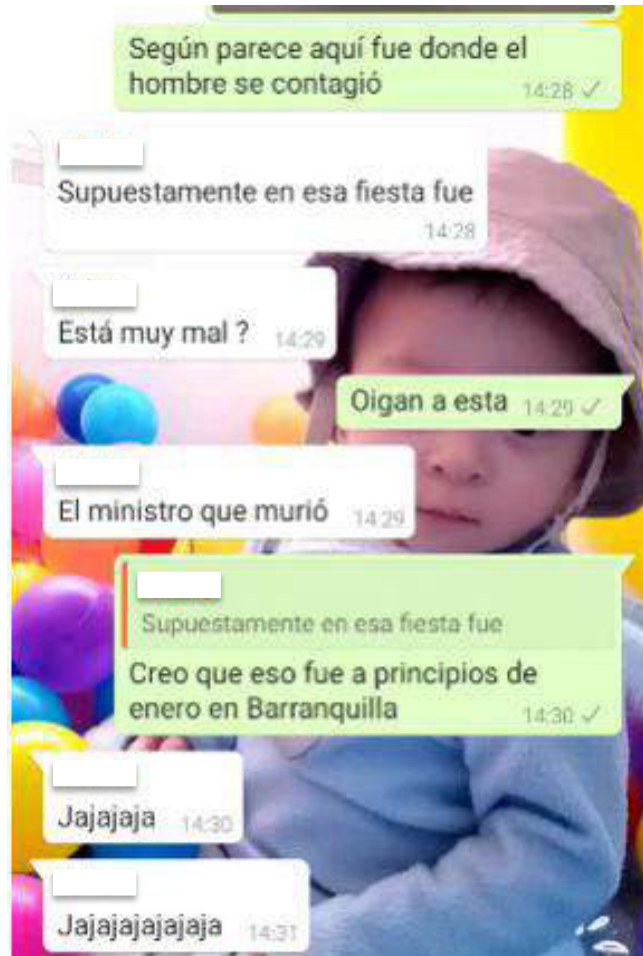 Según parece aquí fue donde el
hombre se contagió
14:28
Supuestamente en esa fiesta fue
14:28
Está muy mal ? 14:29
Oigan a esta 14:29
El ministro que murió 14:29
Supuestamente en esa fiesta fue
Creo que eso fue a principios de
enero en Barranquilla
14:30
Jajajaja 14:30
Jajajajajajaja 14:31